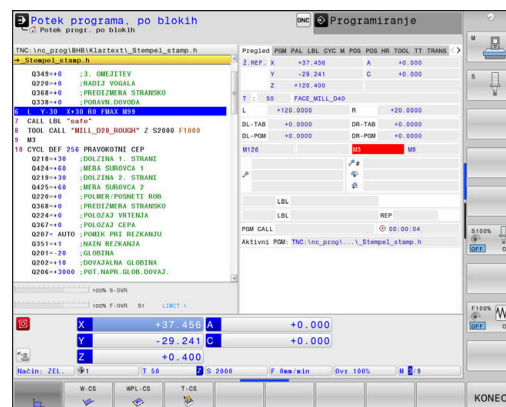 Potek programa, po blokih
Potek progr. po blokih
DNC
Programiranje
TNC:\nc_prog\BHB\Klartext\_Stempel_stamp.h
→_Stempel_stamp.h
Q349=+0 ;3. OMEJITEV
Q220=+0 ;RADIJ VOGALA
Q368=+0 ;PREDIZMERA STRANSKO
Q338=+0 ;PORAVN.DOVODA
6 L Y-30 X+30 R0 FMAX M99
7 CALL LBL "safe"
8 TOOL CALL "MILL_D20_ROUGH" Z S2000 F1000
9 M3
10 CYCL DEF 256 PRAVOKOTNI CEP
Q218=+30 ;DOLZINA 1. STRANI
Q424=+60 ;MERA SUROVCA 1
Q219=+30 ;DOLZINA 2. STRANI
Q425=+60 ;MERA SUROVCA 2
Q220=+0 ;POLMER/POSNETI ROB
Q368=+0 ;PREDIZMERA STRANSKO
Q224=+0 ;POLOZAJ VRTENJA
Q367=+0 ;POLOZAJ CEPA
Q207= AUTO ;POMIK PRI REZKANJU
Q351=+1 ;NAIN REZKANJA
Q201=-20 ;GLOBINA
Q202=+10 ;DOVAJALNA GLOBINA
Q206=+3000 ;POT.NAPR.GLOB.DOVAJ.
Pregled PGM PAL LBL CYC M POS POS HR TOOL TT TRANS
Ž.REF. X +37.456 A +0.000
Y -29.241 C +0.000
Z +120.400
T : 50 FACE_MILL_D40
L +120.0000 R +20.0000
DL-TAB +0.0000 DR-TAB +0.0000
DL-PGM +0.0000 DR-PGM +0.0000
M126 M3 M9
LBL
LBL REP
PGM CALL 00:00:04
Aktivni PGM: TNC:\nc_prog\...\_Stempel_stamp.h
100% S-OVR
100% F-OVR S1 LIMIT 1
X +37.456 A +0.000
Y -29.241 C +0.000
Z +0.400
Način: ŽEL. 1 T 50 Z S 2000 F 0mm/min Ovr 100% M 3/9
W-CS WPL-CS T-CS
M
S
S100%
OFF
F100%
OFF
KONEC